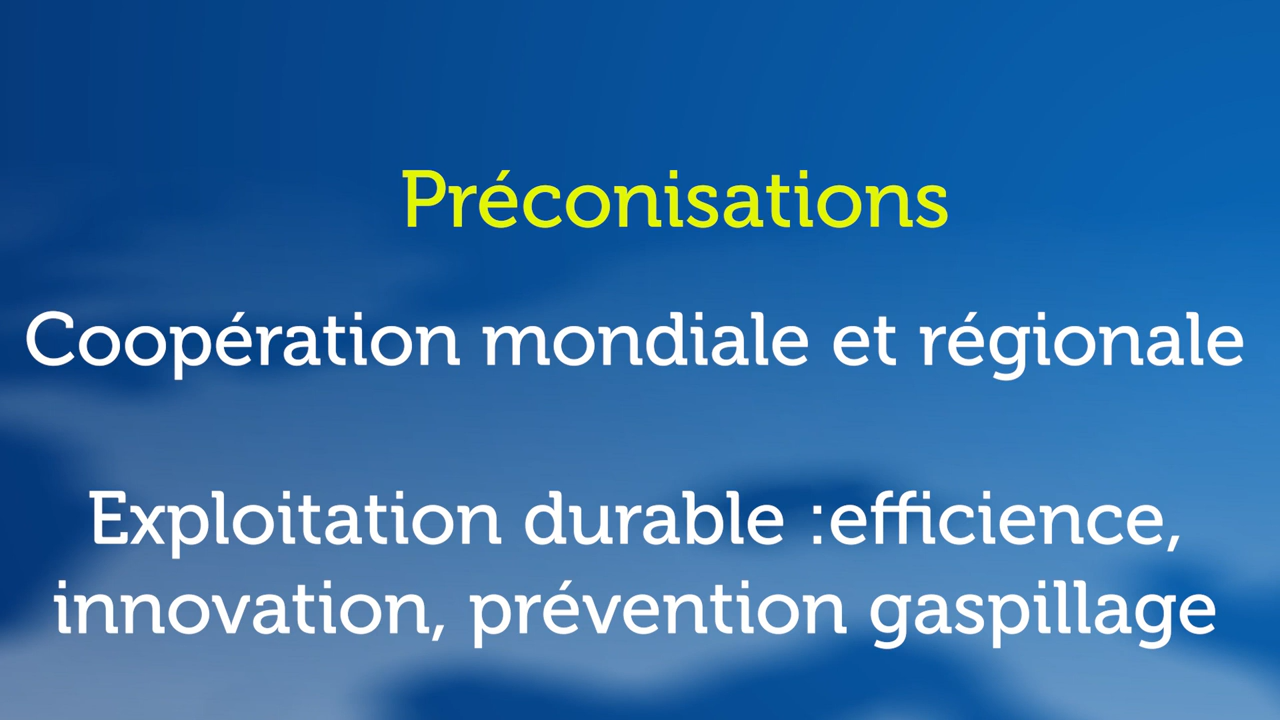 Préconisations
Coopération mondiale et régionale
Exploitation durable :efficience,
innovation, prévention gaspillage